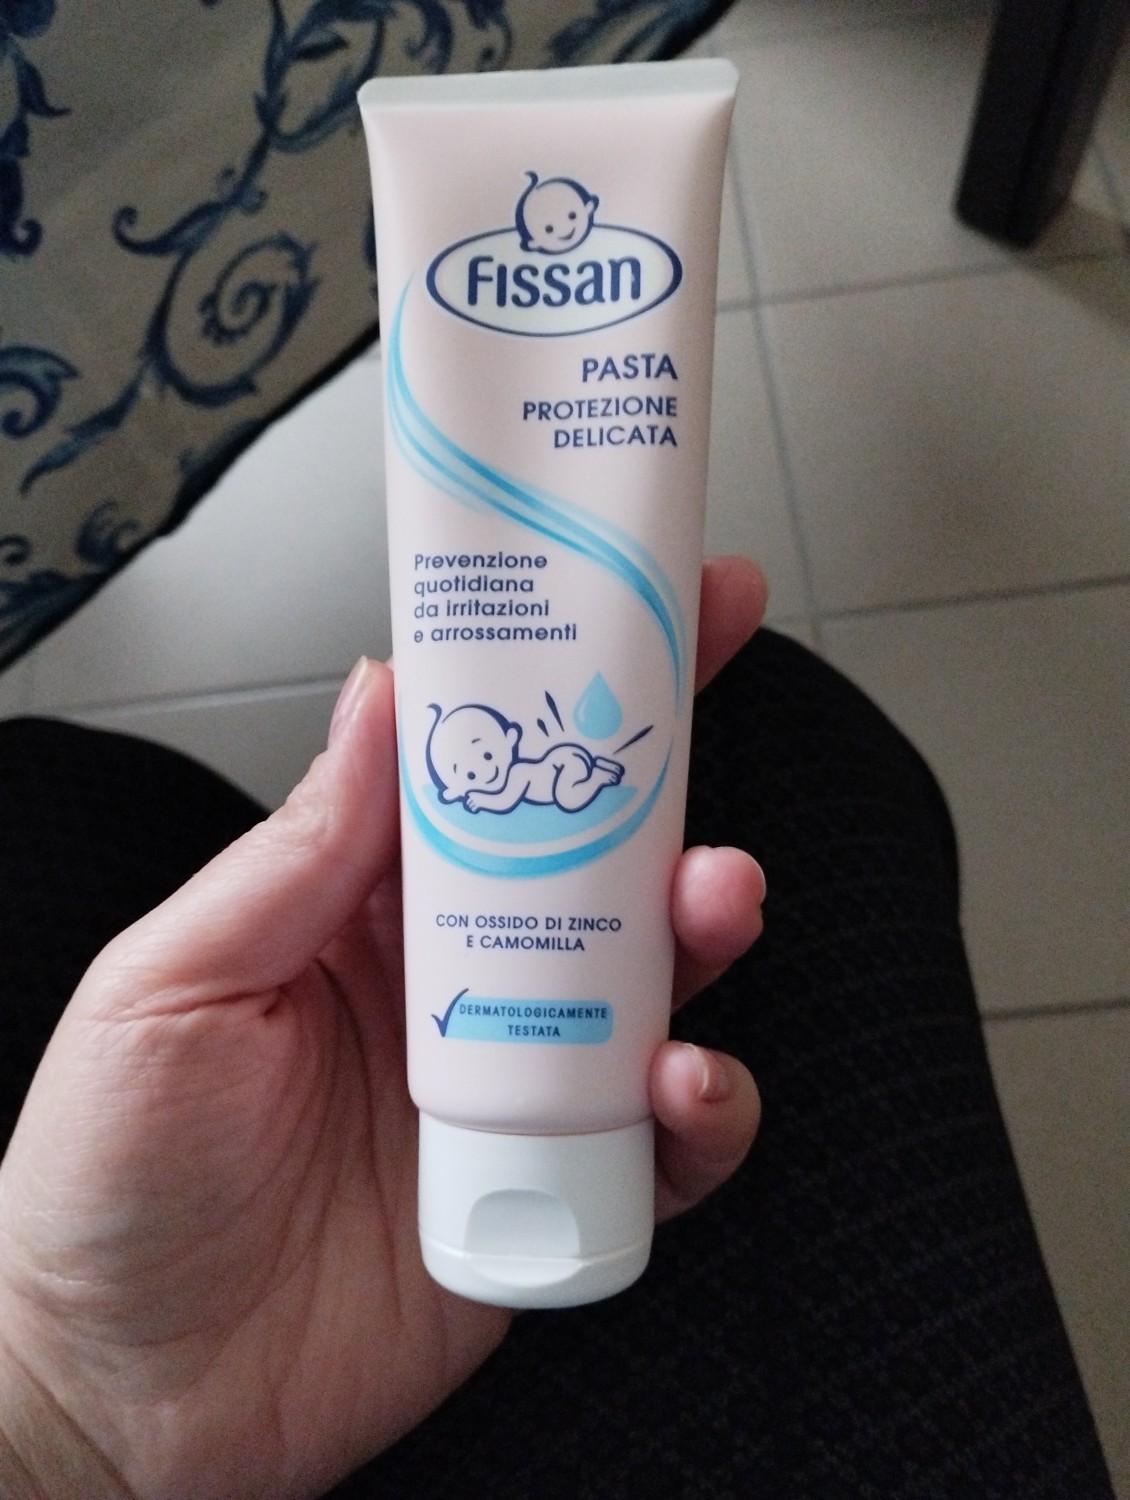 Fissan
PASTA
PROTEZIONE
DELICATA
Prevenzione
quotidiana
da irritazioni
e arrossamenti
CON OSSIDO DI ZINCO
E CAMOMILLA
DERMATOLOGICAMENTE
TESTATA